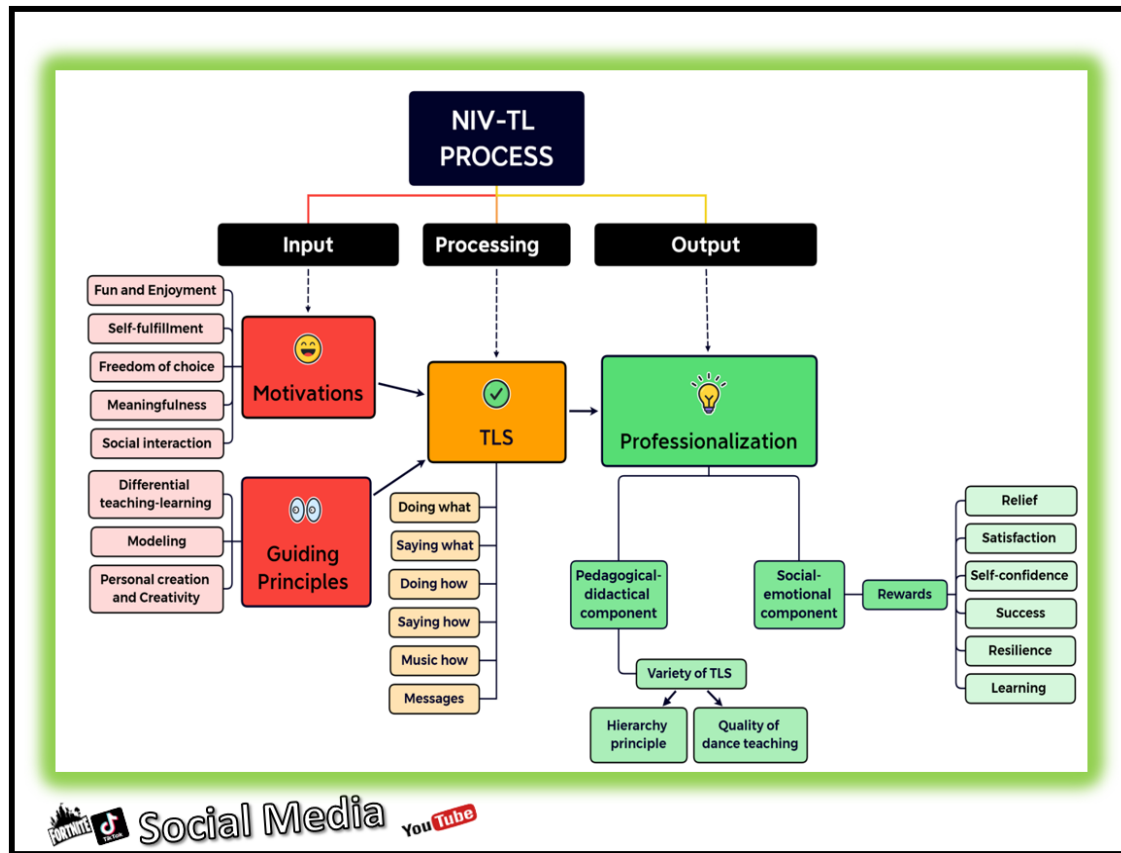 NIV-TL
PROCESS
Input
Processing
Output
Fun and Enjoyment
Self-fulfillment
Freedom of choice
Meaningfulness
Social interaction
Motivations
Differential
teaching-learning
Modeling
Personal creation
and Creativity
Guiding
Principles
TLS
Doing what
Saying what
Doing how
Saying how
Music how
Messages
Professionalization
Pedagogical-
didactical
component
Variety of TLS
Hierarchy
principle
Quality of
dance teaching
Social-
emotional
component
Rewards
Relief
Satisfaction
Self-confidence
Success
Resilience
Learning
FORTNITE
TikTok
Social Media
YouTube